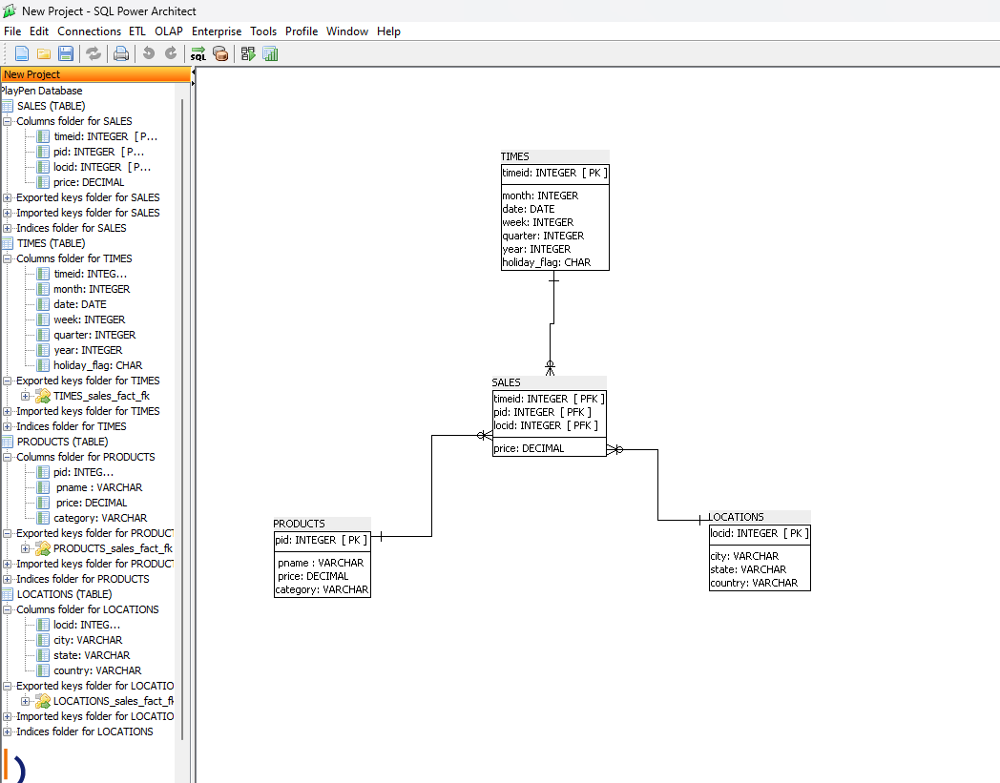 New Project - SQL Power Architect
File Edit Connections ETL OLAP Enterprise Tools Profile Window Help
SQL
New Project
PlayPen Database
SALES (TABLE)
Columns folder for SALES
timeid: INTEGER [ P...
pid: INTEGER [ P...
locid: INTEGER [ P...
price: DECIMAL
Exported keys folder for SALES
Imported keys folder for SALES
Indices folder for SALES
TIMES (TABLE)
Columns folder for TIMES
timeid: INTEG...
month: INTEGER
date: DATE
week: INTEGER
quarter: INTEGER
year: INTEGER
holiday_flag: CHAR
Exported keys folder for TIMES
TIMES_sales_fact_fk
Imported keys folder for TIMES
Indices folder for TIMES
PRODUCTS (TABLE)
Columns folder for PRODUCTS
pid: INTEG...
pname : VARCHAR
price: DECIMAL
category: VARCHAR
Exported keys folder for PRODUCT
PRODUCTS_sales_fact_fk
Imported keys folder for PRODUCT
Indices folder for PRODUCTS
LOCATIONS (TABLE)
Columns folder for LOCATIONS
locid: INTEG...
city: VARCHAR
state: VARCHAR
country: VARCHAR
Exported keys folder for LOCATIO
LOCATIONS_sales_fact_fk
Imported keys folder for LOCATIO
Indices folder for LOCATIONS
TIMES
timeid: INTEGER [ PK ]
month: INTEGER
date: DATE
week: INTEGER
quarter: INTEGER
year: INTEGER
holiday_flag: CHAR
SALES
timeid: INTEGER [ PFK ]
pid: INTEGER [ PFK ]
locid: INTEGER [ PFK ]
price: DECIMAL
PRODUCTS
pid: INTEGER [ PK ]
pname : VARCHAR
price: DECIMAL
category: VARCHAR
LOCATIONS
locid: INTEGER [ PK ]
city: VARCHAR
state: VARCHAR
country: VARCHAR